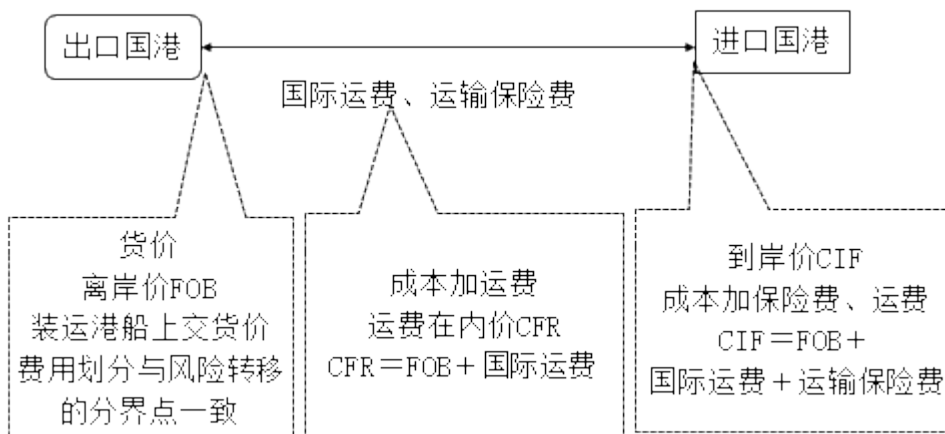 出口国港
进口国港
国际运费、运输保险费
货价
离岸价FOB
装运港船上交货价
费用划分与风险转移
的分界点一致
成本加运费
运费在内价CFR
CFR＝FOB＋国际运费
到岸价CIF
成本加保险费、运费
CIF＝FOB＋
国际运费＋运输保险费